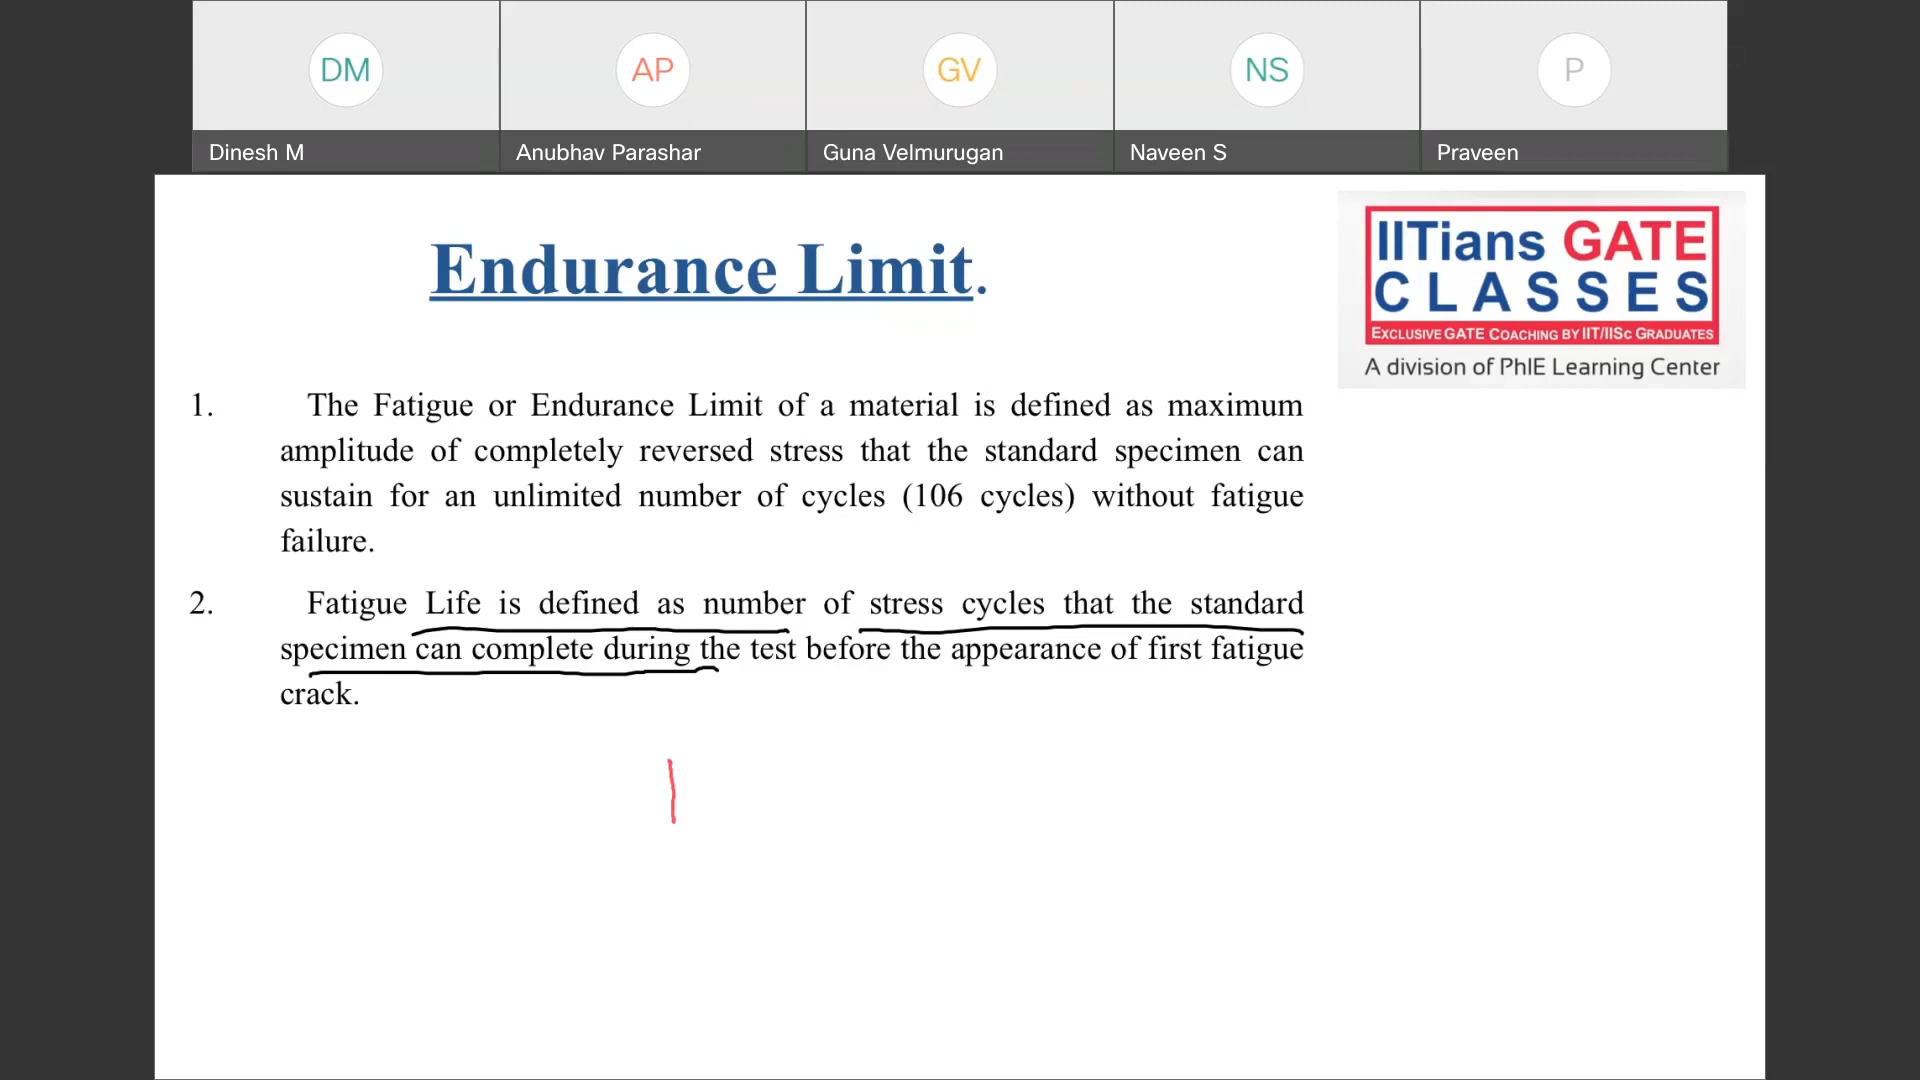 DM
AP
GV
NS
P
Dinesh M
Anubhav Parashar
Guna Velmurugan
Naveen S
Praveen
IITians GATE
CLASSES
EXCLUSIVE GATE COACHING BY IIT/IISc GRADUATES
A division of PhIE Learning Center
Endurance Limit.
1. The Fatigue or Endurance Limit of a material is defined as maximum
amplitude of completely reversed stress that the standard specimen can
sustain for an unlimited number of cycles (106 cycles) without fatigue
failure.
2. Fatigue Life is defined as number of stress cycles that the standard
specimen can complete during the test before the appearance of first fatigue
crack.